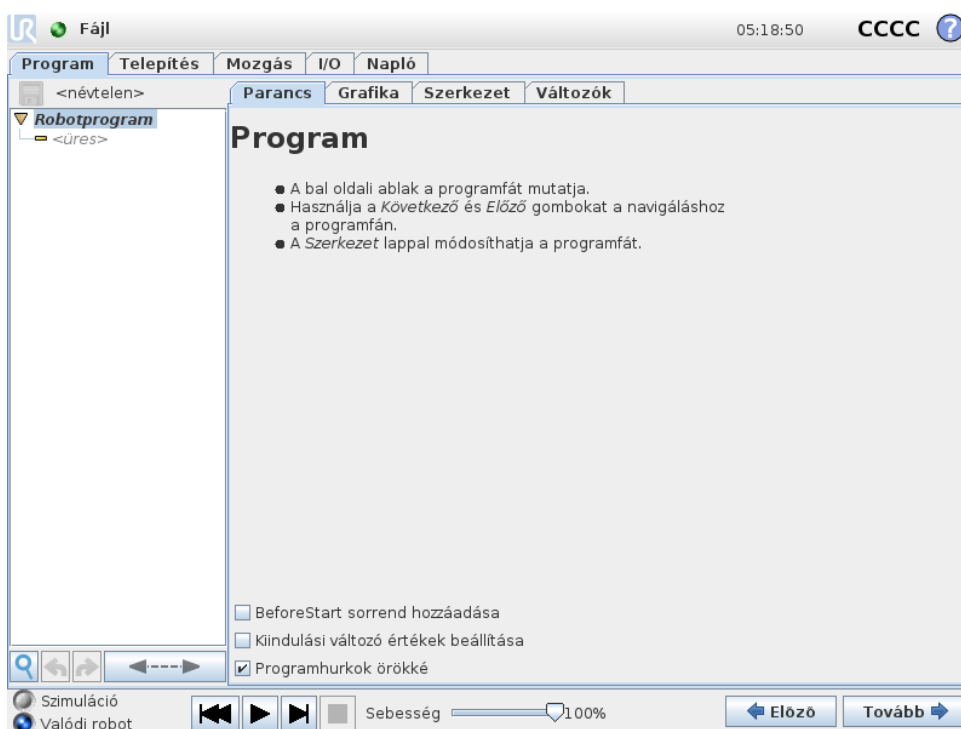 UR Fájl 05:18:50 CCCC ?
Program Telepítés Mozgás I/O Napló
<névtelen>
Parancs Grafika Szerkezet Változók
Robotprogram
<üres>
Program
A bal oldali ablak a programfát mutatja.
Használja a Következő és Előző gombokat a navigáláshoz
a programfán.
A Szerkezet lappal módosíthatja a programfát.
BeforeStart sorrend hozzáadása
Kiindulási változó értékek beállítása
Programhurkok örökké
Szimuláció
Valódi robot
Sebesség 100%
Előző
Tovább